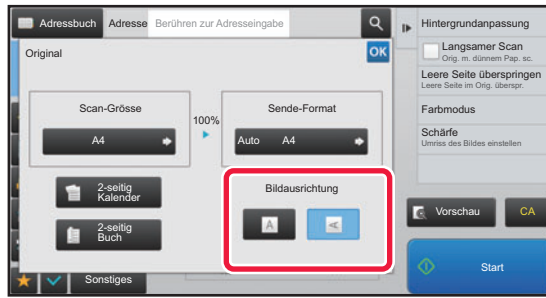 Adressbuch
Adresse
Berühren zur Adresseingabe
Original
OK
Scan-Grösse
A4
100%
Sende-Format
Auto A4
2-seitig
Kalender
2-seitig
Buch
Bildausrichtung
A
A
Sonstiges
Hintergrundanpassung
Langsamer Scan
Orig. m. dünnem Pap. sc.
Leere Seite überspringen
Leere Seite im Orig. überspr.
Farbmodus
Schärfe
Umriss des Bildes einstellen
Vorschau
CA
Start